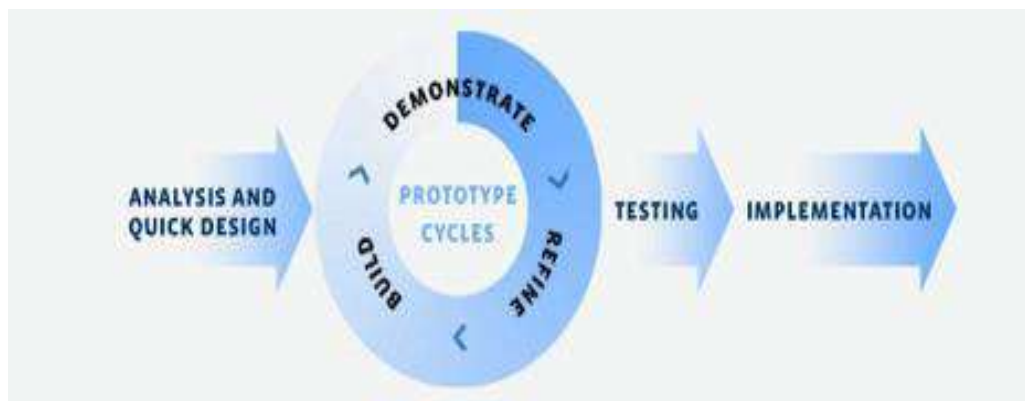 ANALYSIS AND
QUICK DESIGN
DEMONSTRATE
PROTOTYPE
CYCLES
BUILD
REFINE
TESTING
IMPLEMENTATION